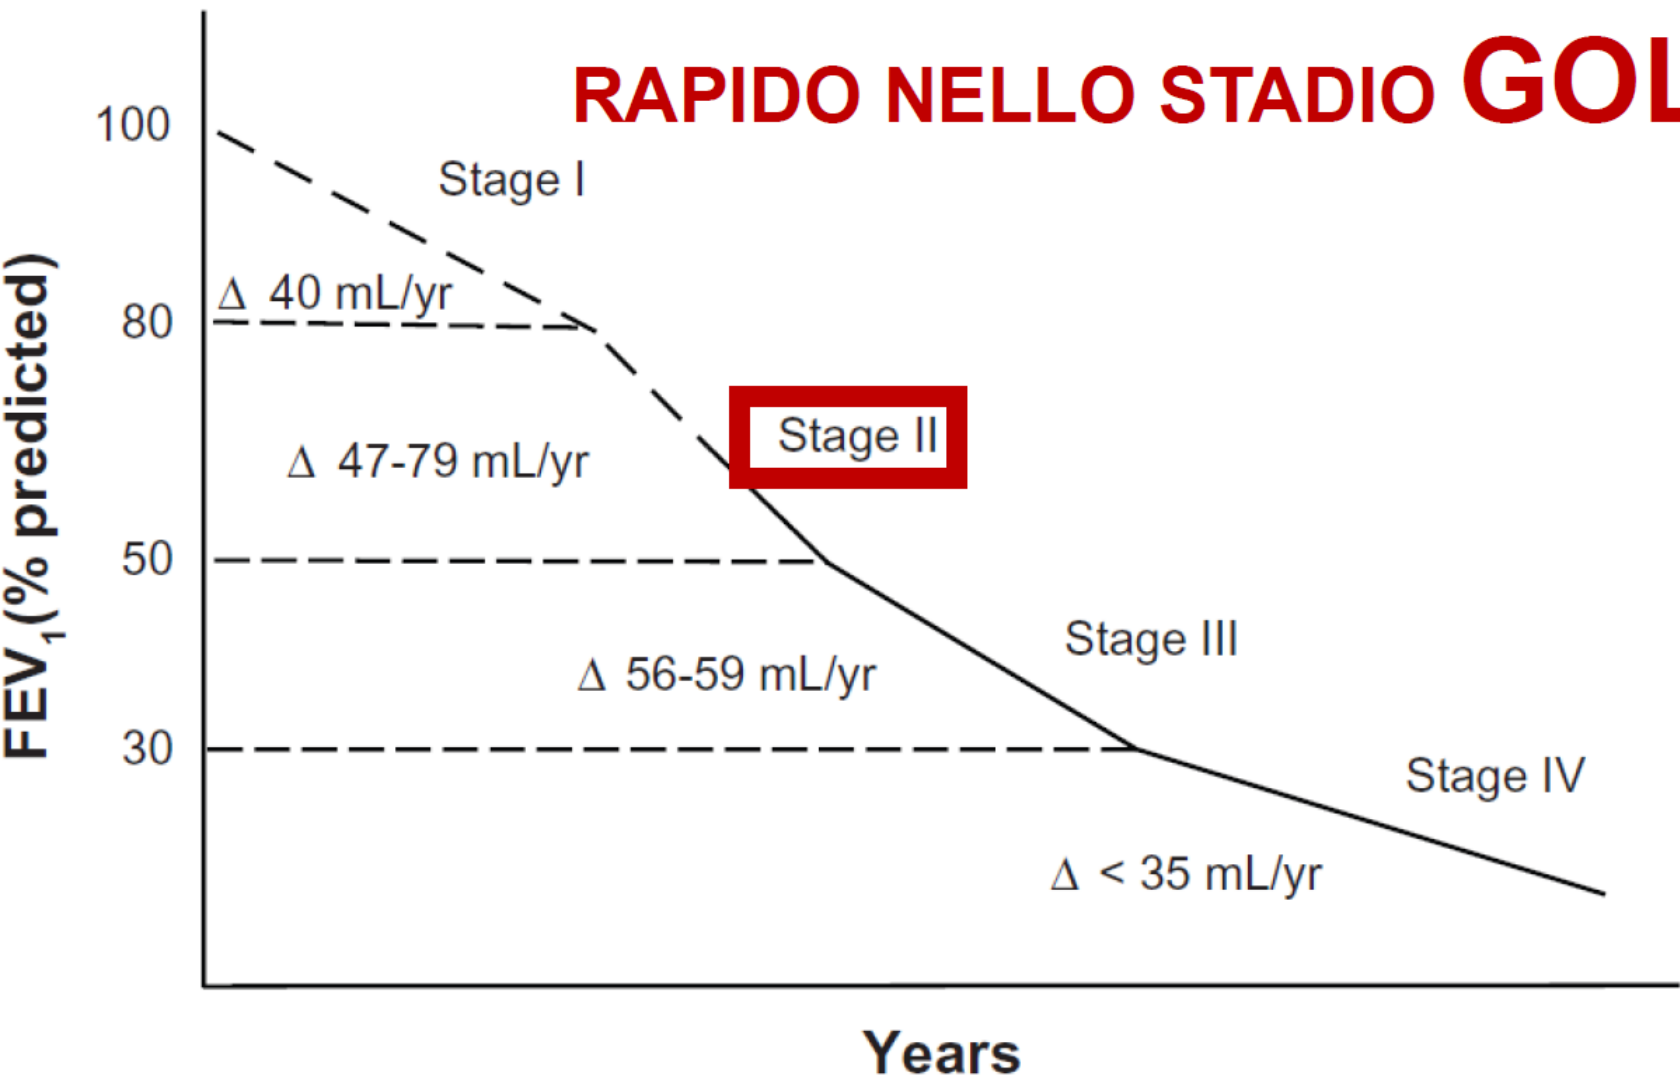 RAPIDO NELLO STADIO GOL
100
Stage I
Δ 40 mL/yr
80
Stage II
Δ 47-79 mL/yr
50
Stage III
Δ 56-59 mL/yr
30
Stage IV
Δ < 35 mL/yr
FEV1(% predicted)
Years